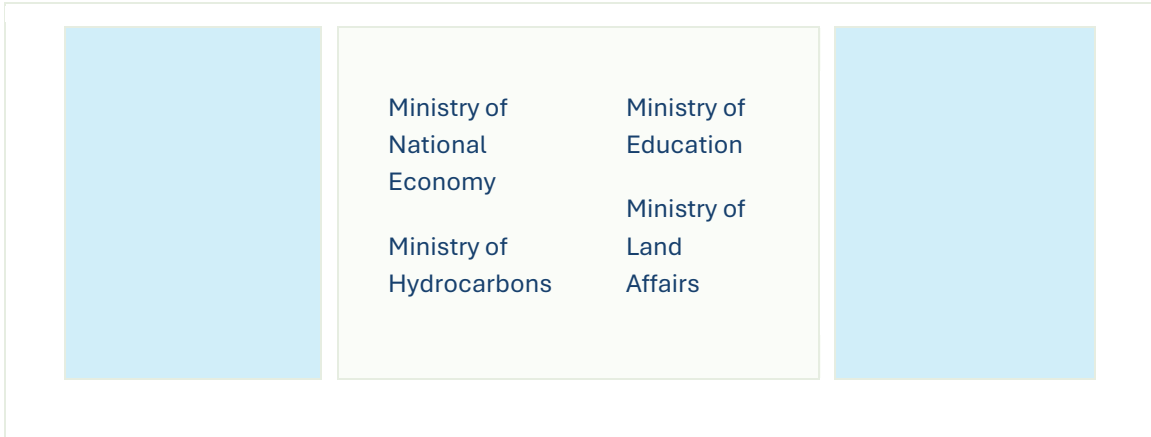 Ministry of
National
Economy
Ministry of
Hydrocarbons
Ministry of
Education
Ministry of
Land
Affairs